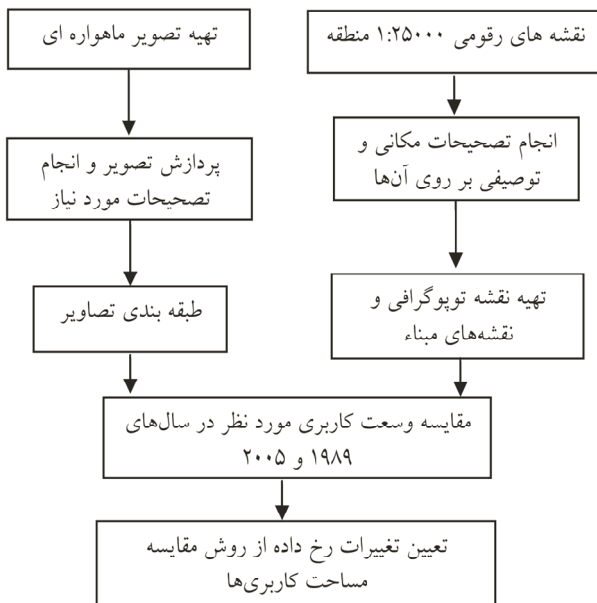 نقشه های رقومی ۱:۲۵۰۰۰ منطقه
تهیه تصویر ماهواره ای
انجام تصحیحات مکانی و
توصیفی بر روی آن‌ها
پردازش تصویر و انجام
تصحیحات مورد نیاز
تهیه نقشه توپوگرافی و
نقشه‌های مبناء
طبقه بندی تصاویر
مقایسه وسعت کاربری مورد نظر در سال‌های
۱۹۸۹ و ۲۰۰۵
تعیین تغییرات رخ داده از روش مقایسه
مساحت کاربری‌ها